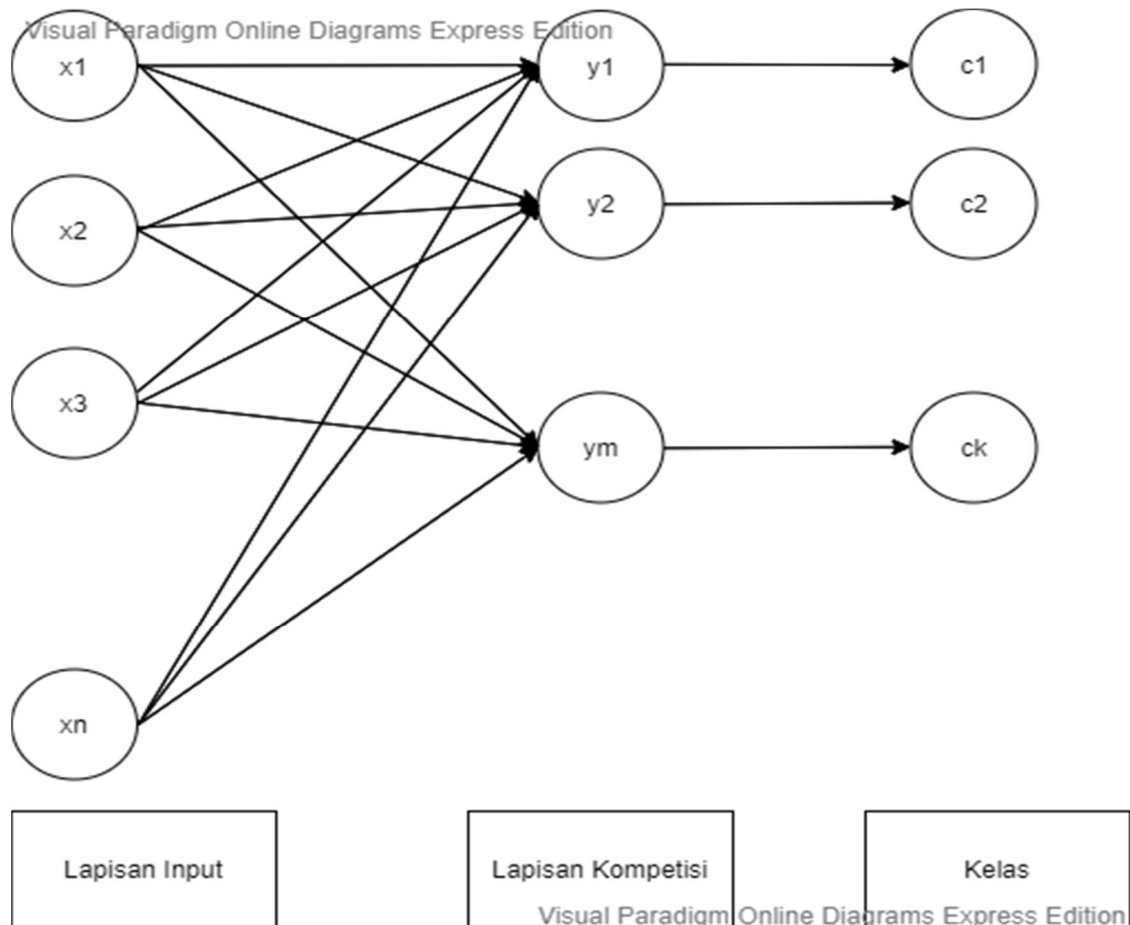 Visual Paradigm Online Diagrams Express Edition
x1
y1
c1
x2
y2
c2
x3
ym
ck
xn
Lapisan Input
Lapisan Kompetisi
Kelas
Visual Paradigm Online Diagrams Express Edition